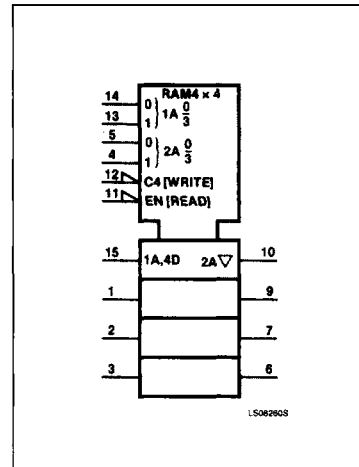 RAM4 × 4
14 0 } 1A 0/3
13 1
5 0 } 2A 0/3
4 1
12 C4 [WRITE]
11 EN [READ]
15 1A,4D 2A ▽ 10
1 9
2 7
3 6
LS08260S